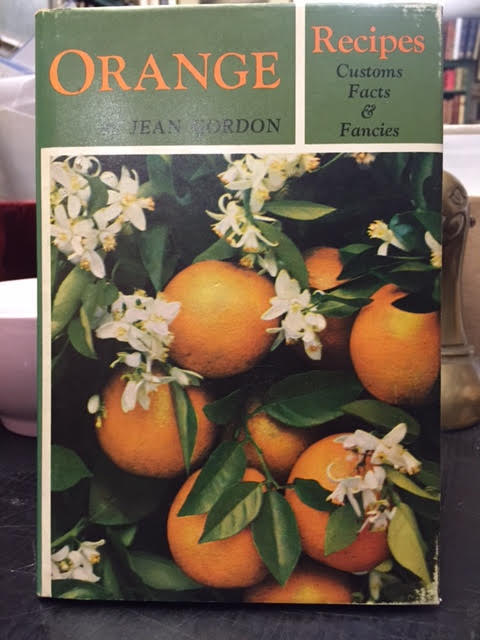 ORANGE
JEAN GORDON
Recipes
Customs
Facts
&
Fancies